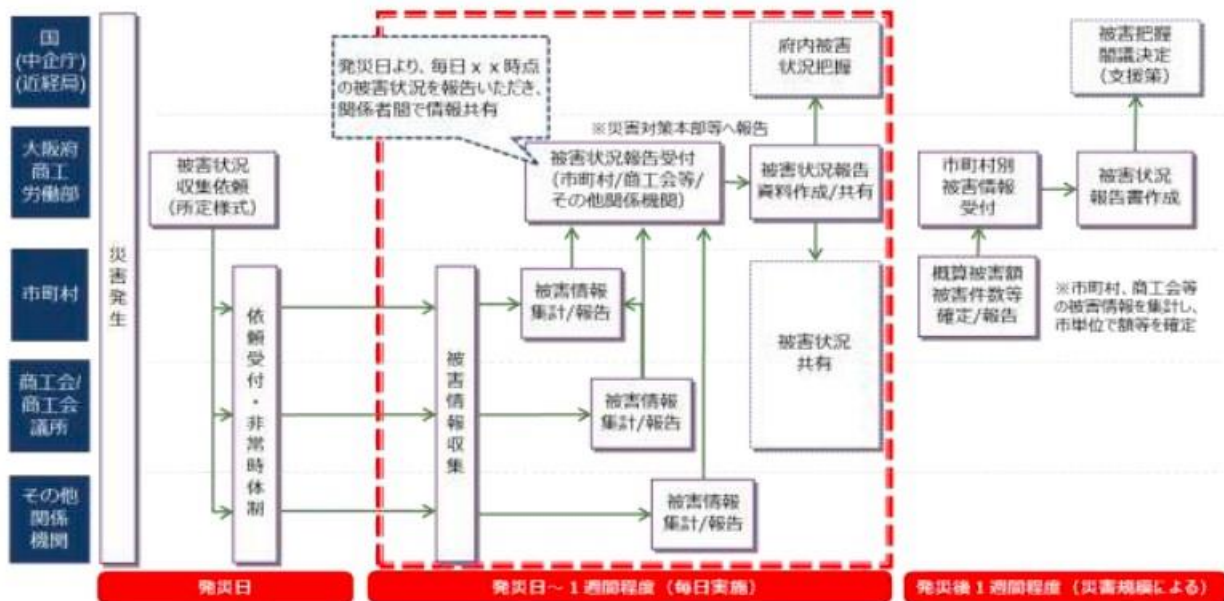 国
(中企庁)
(近経局)
大阪府
商工
労働部
市町村
商工会/
商工会
議所
その他
関係
機関
災害発生
被害状況
収集依頼
(所定様式)
依頼受付・非常時体制
発災日より、毎日ｘｘ時点
の被害状況を報告いただき、
関係者間で情報共有
被害情報収集
※災害対策本部等へ報告
被害状況報告受付
(市町村/商工会等/
その他関係機関)
被害情報
集計/報告
被害情報
集計/報告
被害情報
集計/報告
府内被害
状況把握
被害状況報告
資料作成/共有
被害状況
共有
市町村別
被害情報
受付
概算被害額
被害件数等
確定/報告
被害把握
閣議決定
(支援策)
被害状況
報告書作成
※市町村、商工会等
の被害情報を集計し、
市単位で額等を確定
発災日
発災日～１週間程度（毎日実施）
発災後１週間程度（災害規模による）